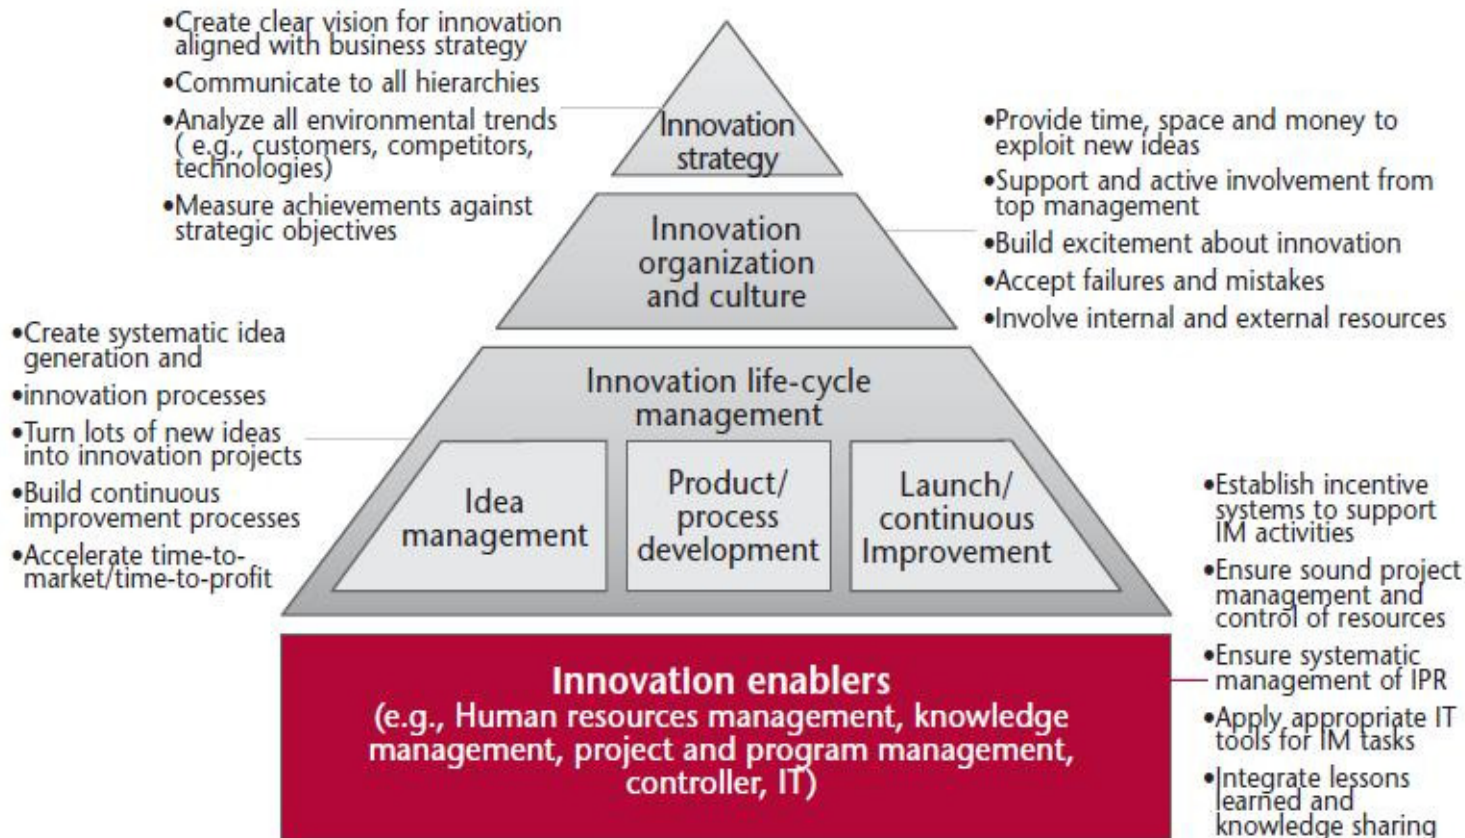 •Create clear vision for innovation
aligned with business strategy
•Communicate to all hierarchies
•Analyze all environmental trends
( e.g., customers, competitors,
technologies)
•Measure achievements against
strategic objectives
Innovation
strategy
•Provide time, space and money to
exploit new ideas
•Support and active involvement from
top management
•Build excitement about innovation
•Accept failures and mistakes
•Involve internal and external resources
Innovation
organization
and culture
•Create systematic idea
generation and
•innovation processes
•Turn lots of new ideas
into innovation projects
•Build continuous
improvement processes
•Accelerate time-to-
market/time-to-profit
Innovation life-cycle
management
Idea
management
Product/
process
development
Launch/
continuous
Improvement
•Establish incentive
systems to support
IM activities
•Ensure sound project
management and
control of resources
•Ensure systematic
management of IPR
•Apply appropriate IT
tools for IM tasks
•Integrate lessons
learned and
knowledge sharing
Innovation enablers
(e.g., Human resources management, knowledge
management, project and program management,
controller, IT)